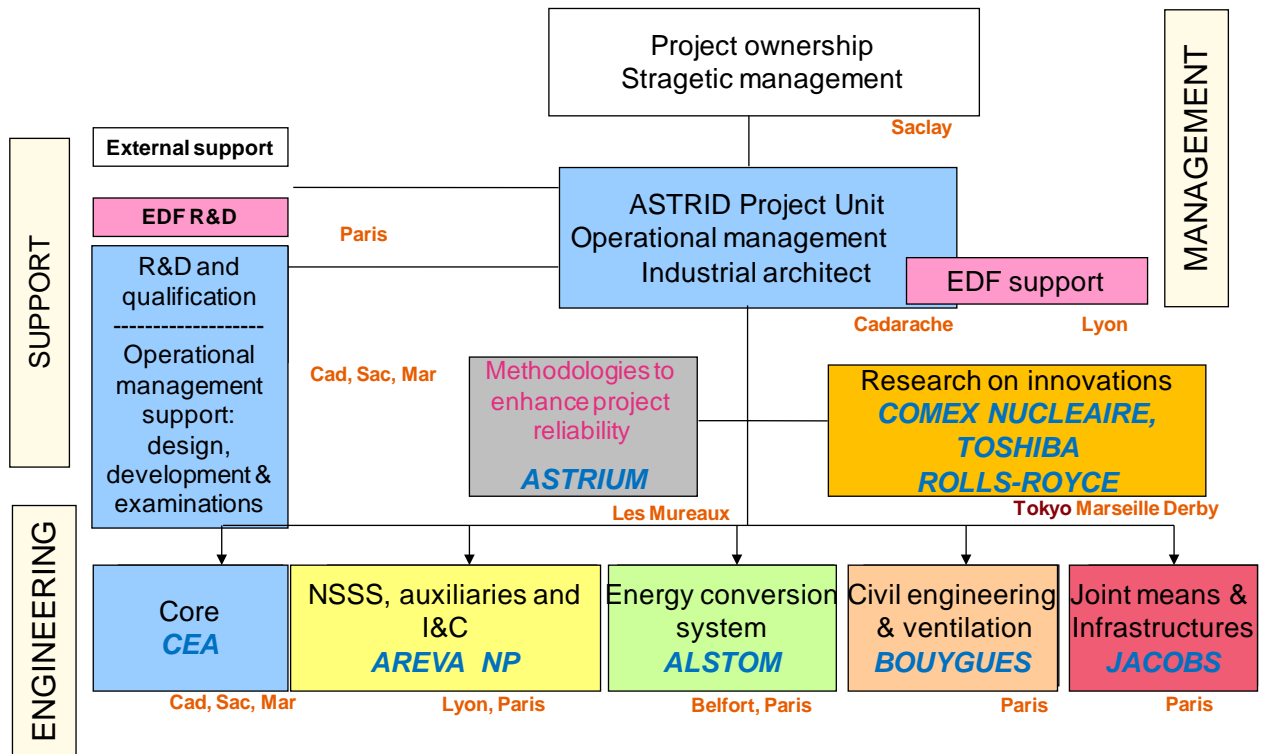 Project ownership
Stragetic management
Saclay
MANAGEMENT
SUPPORT
External support
EDF R&D
Paris
ASTRID Project Unit
Operational management
Industrial architect
EDF support
Cadarache
Lyon
R&D and
qualification
-------------------
Operational
management
support:
design,
development &
examinations
Cad, Sac, Mar
Methodologies to
enhance project
reliability
ASTRIUM
Les Mureaux
Research on innovations
COMEX NUCLEAIRE,
TOSHIBA
ROLLS-ROYCE
Tokyo Marseille Derby
ENGINEERING
Core
CEA
Cad, Sac, Mar
NSSS, auxiliaries and
I&C
AREVA NP
Lyon, Paris
Energy conversion
system
ALSTOM
Belfort, Paris
Civil engineering
& ventilation
BOUYGUES
Paris
Joint means &
Infrastructures
JACOBS
Paris